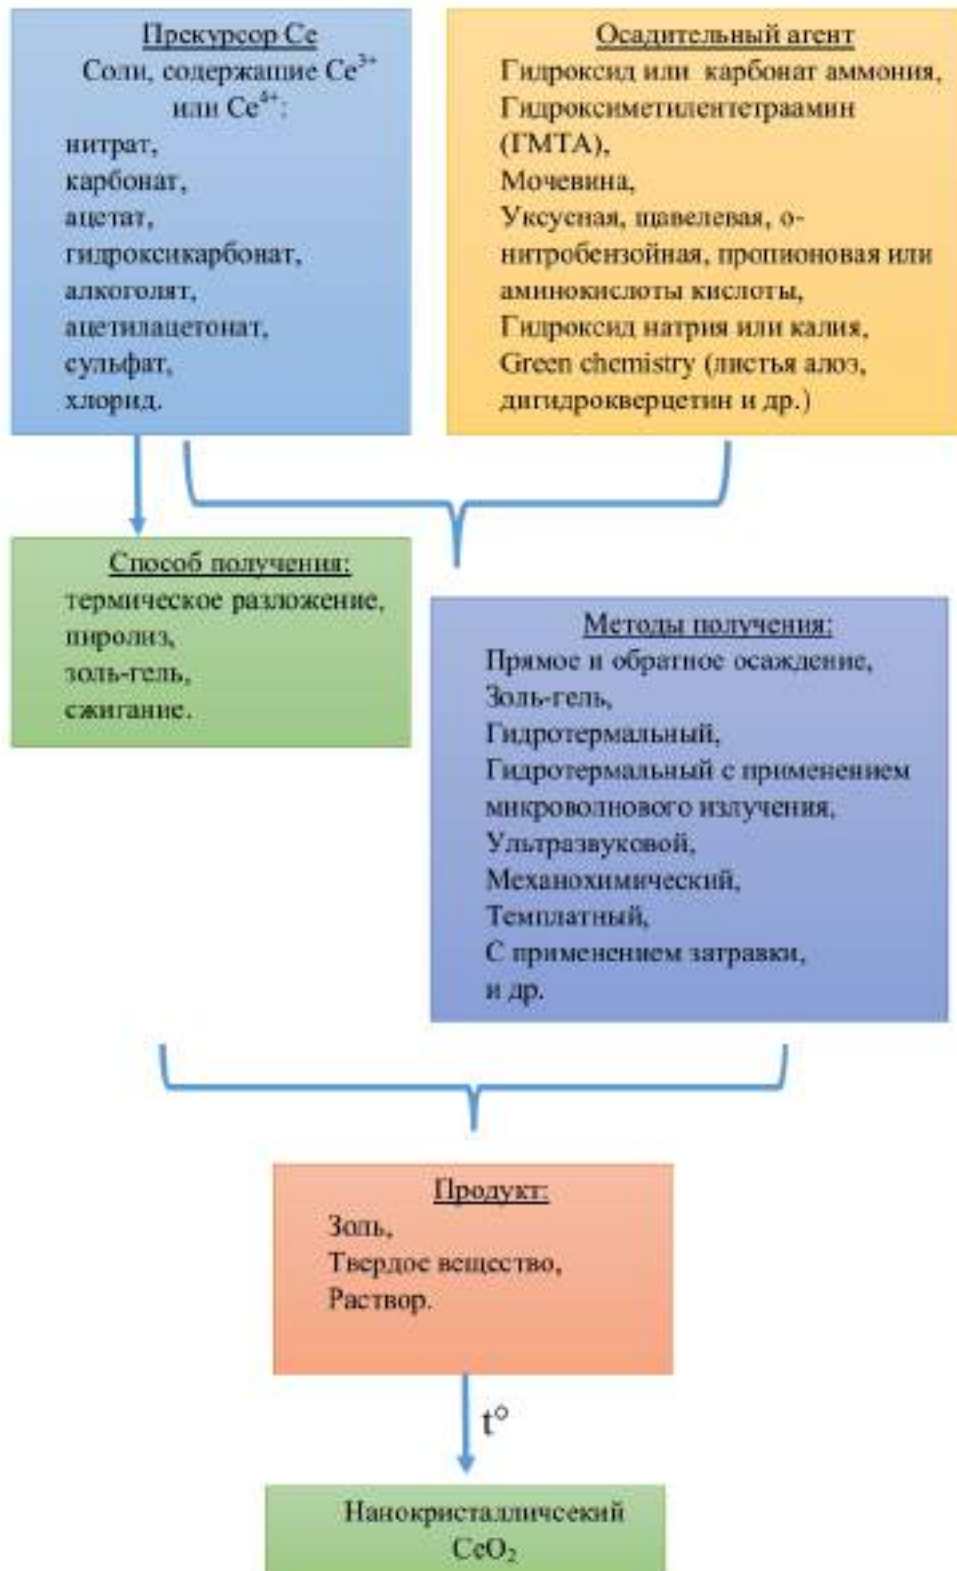 Прекурсор Ce
Соли, содержащие Ce³⁺
или Ce⁴⁺:
нитрат,
карбонат,
ацетат,
гидроксикарбонат,
алкоголят,
ацетилацетонат,
сульфат,
хлорид.
Осадительный агент
Гидроксид или карбонат аммония,
Гидроксиметилентетраамин
(ГМТА),
Мочевина,
Уксусная, щавелевая, о-
нитробензойная, пропионовая или
аминокислоты кислоты,
Гидроксид натрия или калия,
Green chemistry (листья алоэ,
дигидрокверцетин и др.)
Способ получения:
термическое разложение,
пиролиз,
золь-гель,
сжигание.
Методы получения:
Прямое и обратное осаждение,
Золь-гель,
Гидротермальный,
Гидротермальный с применением
микроволнового излучения,
Ультразвуковой,
Механохимический,
Темплатный,
С применением затравки,
и др.
Продукт:
Золь,
Твердое вещество,
Раствор.
t°
Нанокристалличсекий
CeO₂